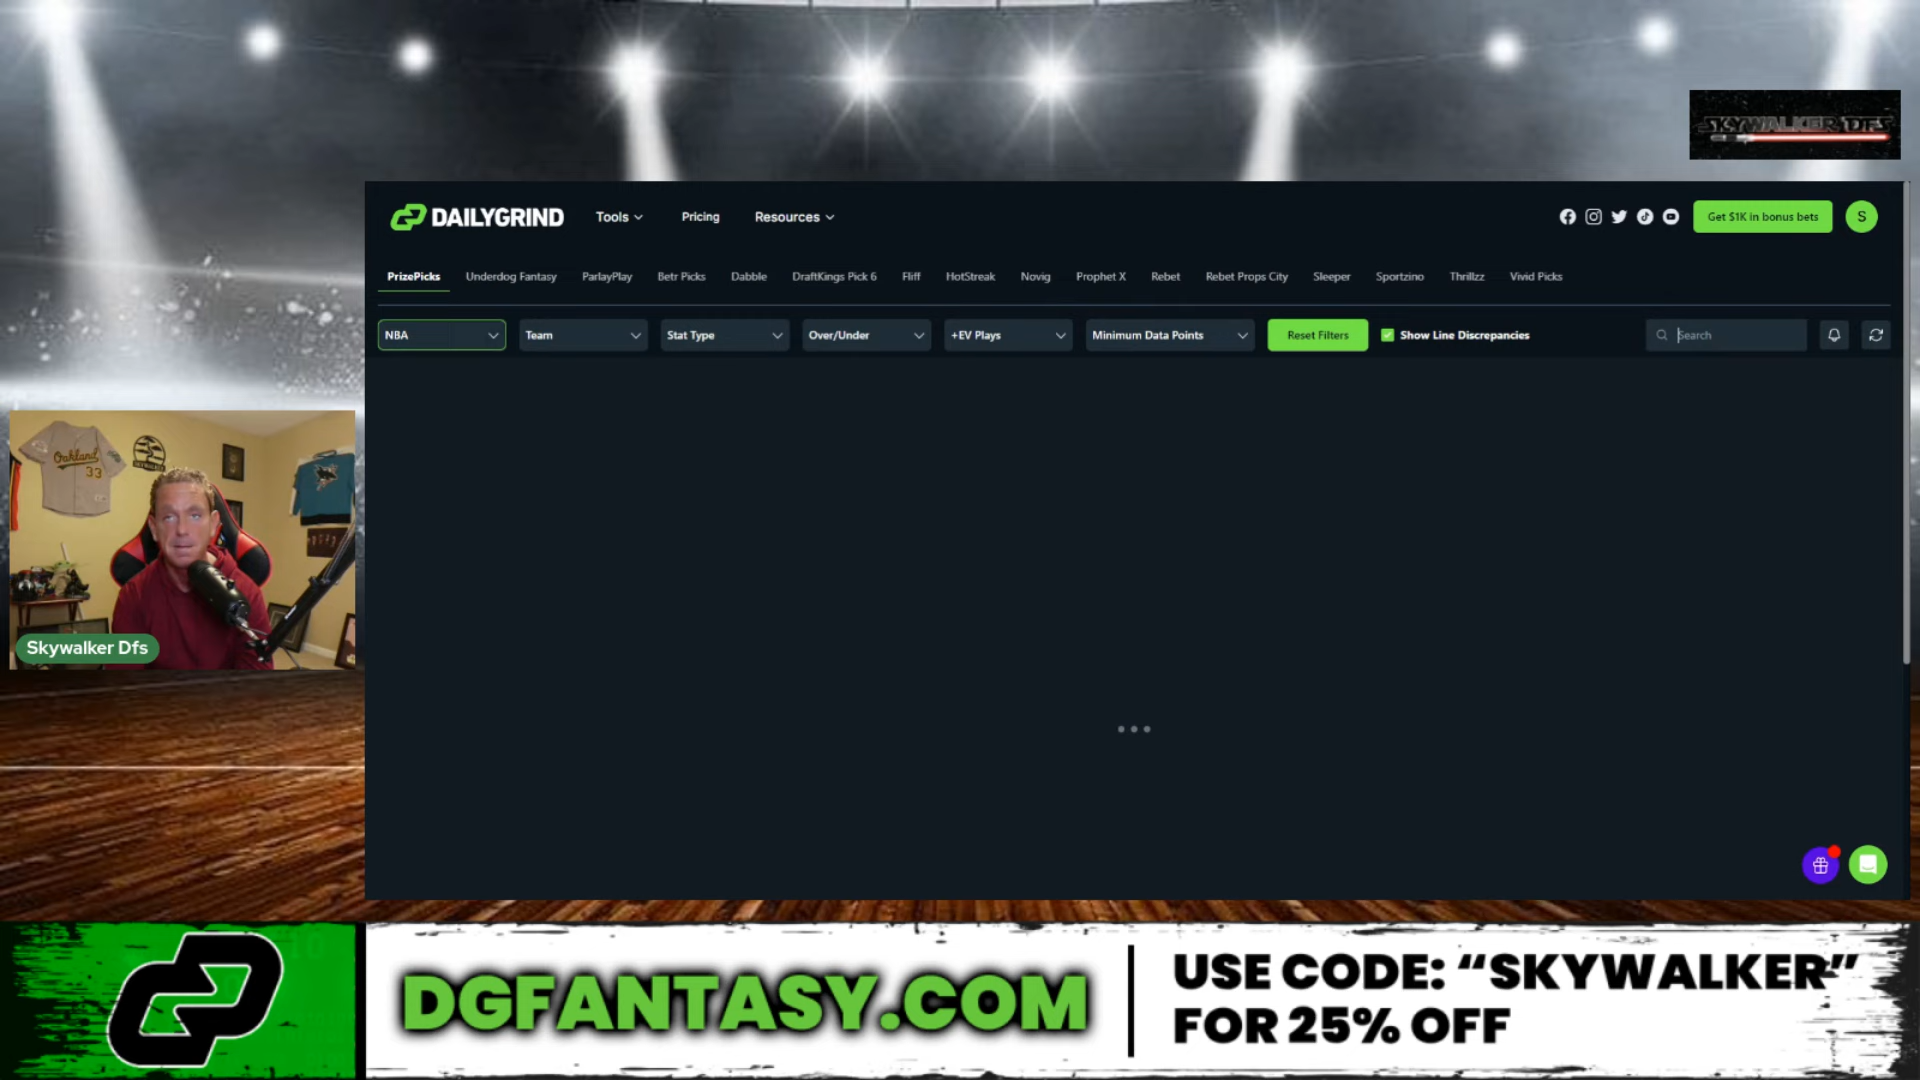 SKYWALKER DFS
DAILYGRIND
Tools
Pricing
Resources
Get $1K in bonus bets
S
PrizePicks
Underdog Fantasy
ParlayPlay
Betr Picks
Dabble
DraftKings Pick 6
Fliff
HotStreak
Novig
Prophet X
Rebet
Rebet Props City
Sleeper
Sportzino
Thrillzz
Vivid Picks
NBA
Team
Stat Type
Over/Under
+EV Plays
Minimum Data Points
Reset Filters
Show Line Discrepancies
Search
Oakland
33
Skywalker Dfs
DGFANTASY.COM
USE CODE: “SKYWALKER”
FOR 25% OFF